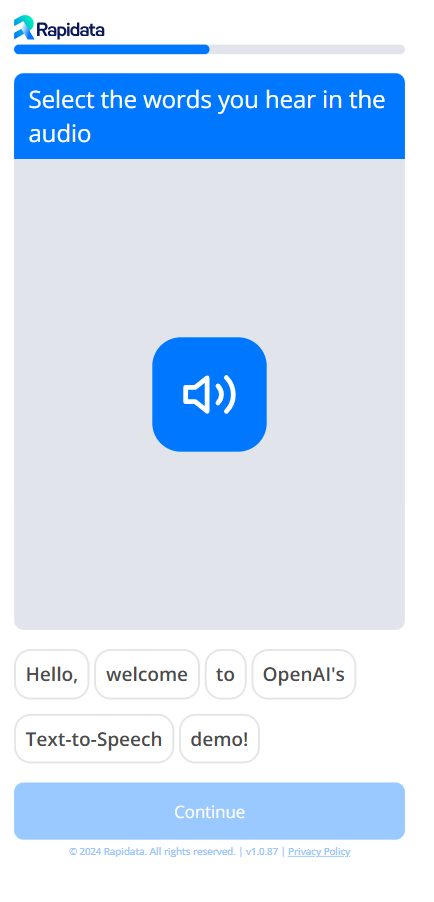 Rapidata
Select the words you hear in the
audio
Hello, welcome to OpenAI's
Text-to-Speech demo!
Continue
© 2024 Rapidata. All rights reserved. | v1.0.87 | Privacy Policy